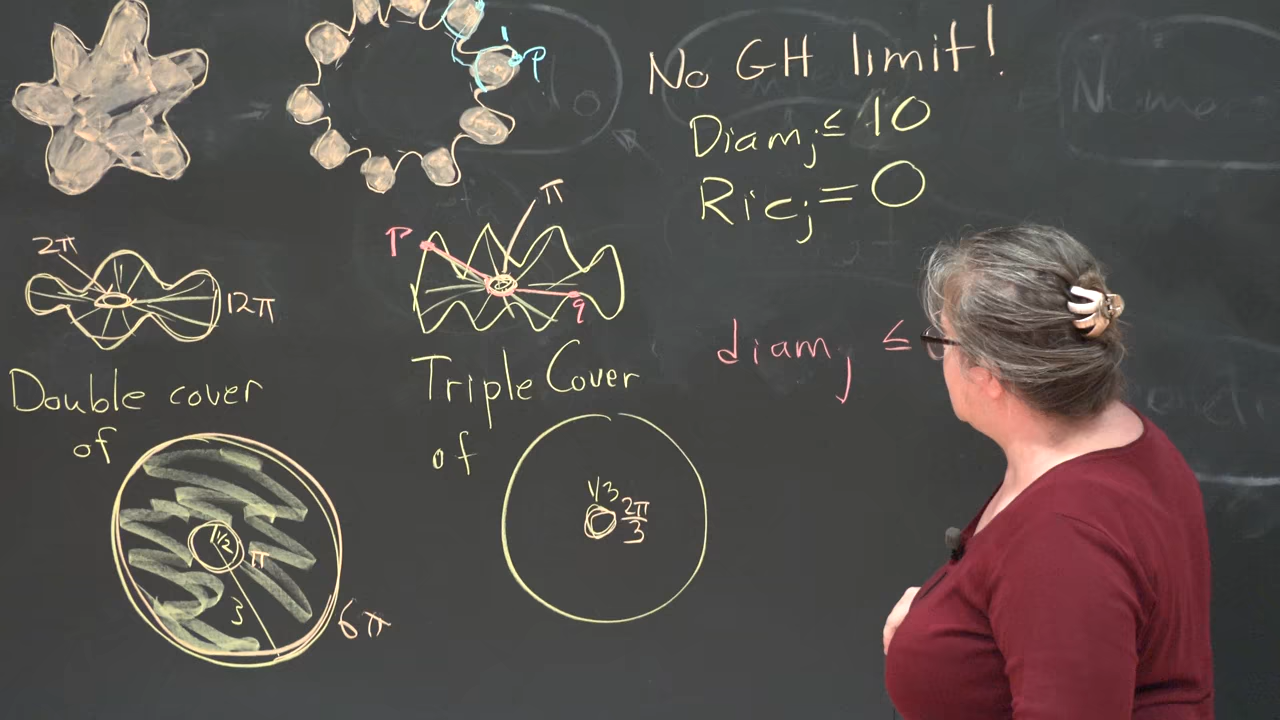 p
No GH limit!
Diamj ≤ 10
Ricj = 0
2π
12π
Double cover
of
1/2
π
3
6π
π
P
q
Triple Cover
of
1/3
2π
3
diamj ≤